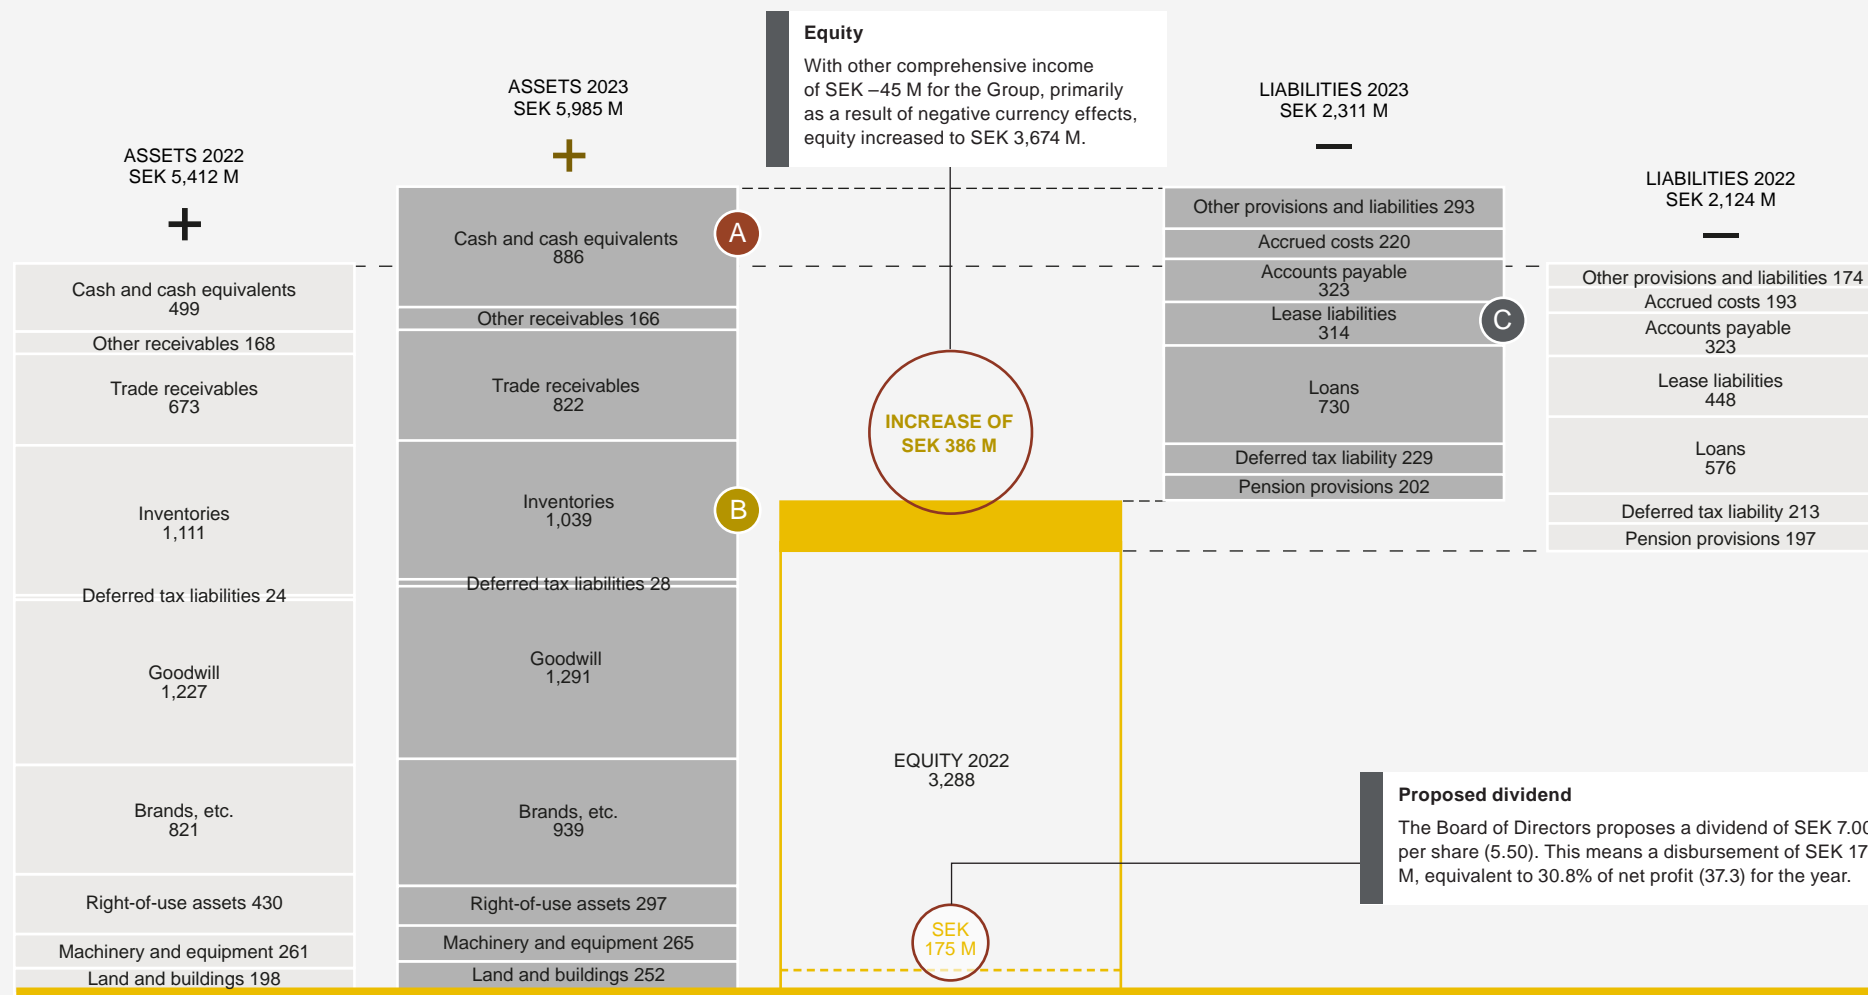 ASSETS 2022
SEK 5,412 M
+
Cash and cash equivalents
499
Other receivables 168
Trade receivables
673
Inventories
1,111
Deferred tax liabilities 24
Goodwill
1,227
Brands, etc.
821
Right-of-use assets 430
Machinery and equipment 261
Land and buildings 198
ASSETS 2023
SEK 5,985 M
+
Cash and cash equivalents
886
A
Other receivables 166
Trade receivables
822
Inventories
1,039
B
Deferred tax liabilities 28
Goodwill
1,291
Brands, etc.
939
Right-of-use assets 297
Machinery and equipment 265
Land and buildings 252
Equity
With other comprehensive income
of SEK –45 M for the Group, primarily
as a result of negative currency effects,
equity increased to SEK 3,674 M.
INCREASE OF
SEK 386 M
EQUITY 2022
3,288
SEK
175 M
LIABILITIES 2023
SEK 2,311 M
—
Other provisions and liabilities 293
Accrued costs 220
Accounts payable
323
Lease liabilities
314
C
Loans
730
Deferred tax liability 229
Pension provisions 202
LIABILITIES 2022
SEK 2,124 M
—
Other provisions and liabilities 174
Accrued costs 193
Accounts payable
323
Lease liabilities
448
Loans
576
Deferred tax liability 213
Pension provisions 197
Proposed dividend
The Board of Directors proposes a dividend of SEK 7.00
per share (5.50). This means a disbursement of SEK 17
M, equivalent to 30.8% of net profit (37.3) for the year.